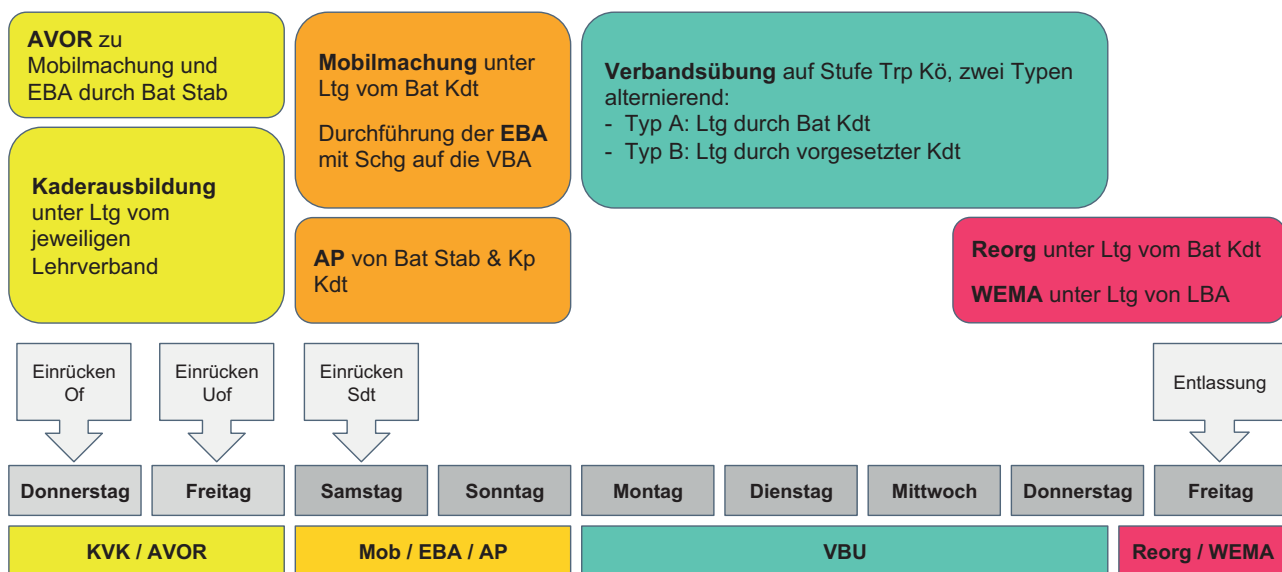 AVOR zu
Mobilmachung und
EBA durch Bat Stab
Kaderausbildung
unter Ltg vom
jeweiligen
Lehrverband
Mobilmachung unter
Ltg vom Bat Kdt
Durchführung der EBA
mit Schg auf die VBA
AP von Bat Stab & Kp
Kdt
Verbandsübung auf Stufe Trp Kö, zwei Typen
alternierend:
- Typ A: Ltg durch Bat Kdt
- Typ B: Ltg durch vorgesetzter Kdt
Reorg unter Ltg vom Bat Kdt
WEMA unter Ltg von LBA
Einrücken
Of
Einrücken
Uof
Einrücken
Sdt
Entlassung
Donnerstag
Freitag
Samstag
Sonntag
Montag
Dienstag
Mittwoch
Donnerstag
Freitag
KVK / AVOR
Mob / EBA / AP
VBU
Reorg / WEMA